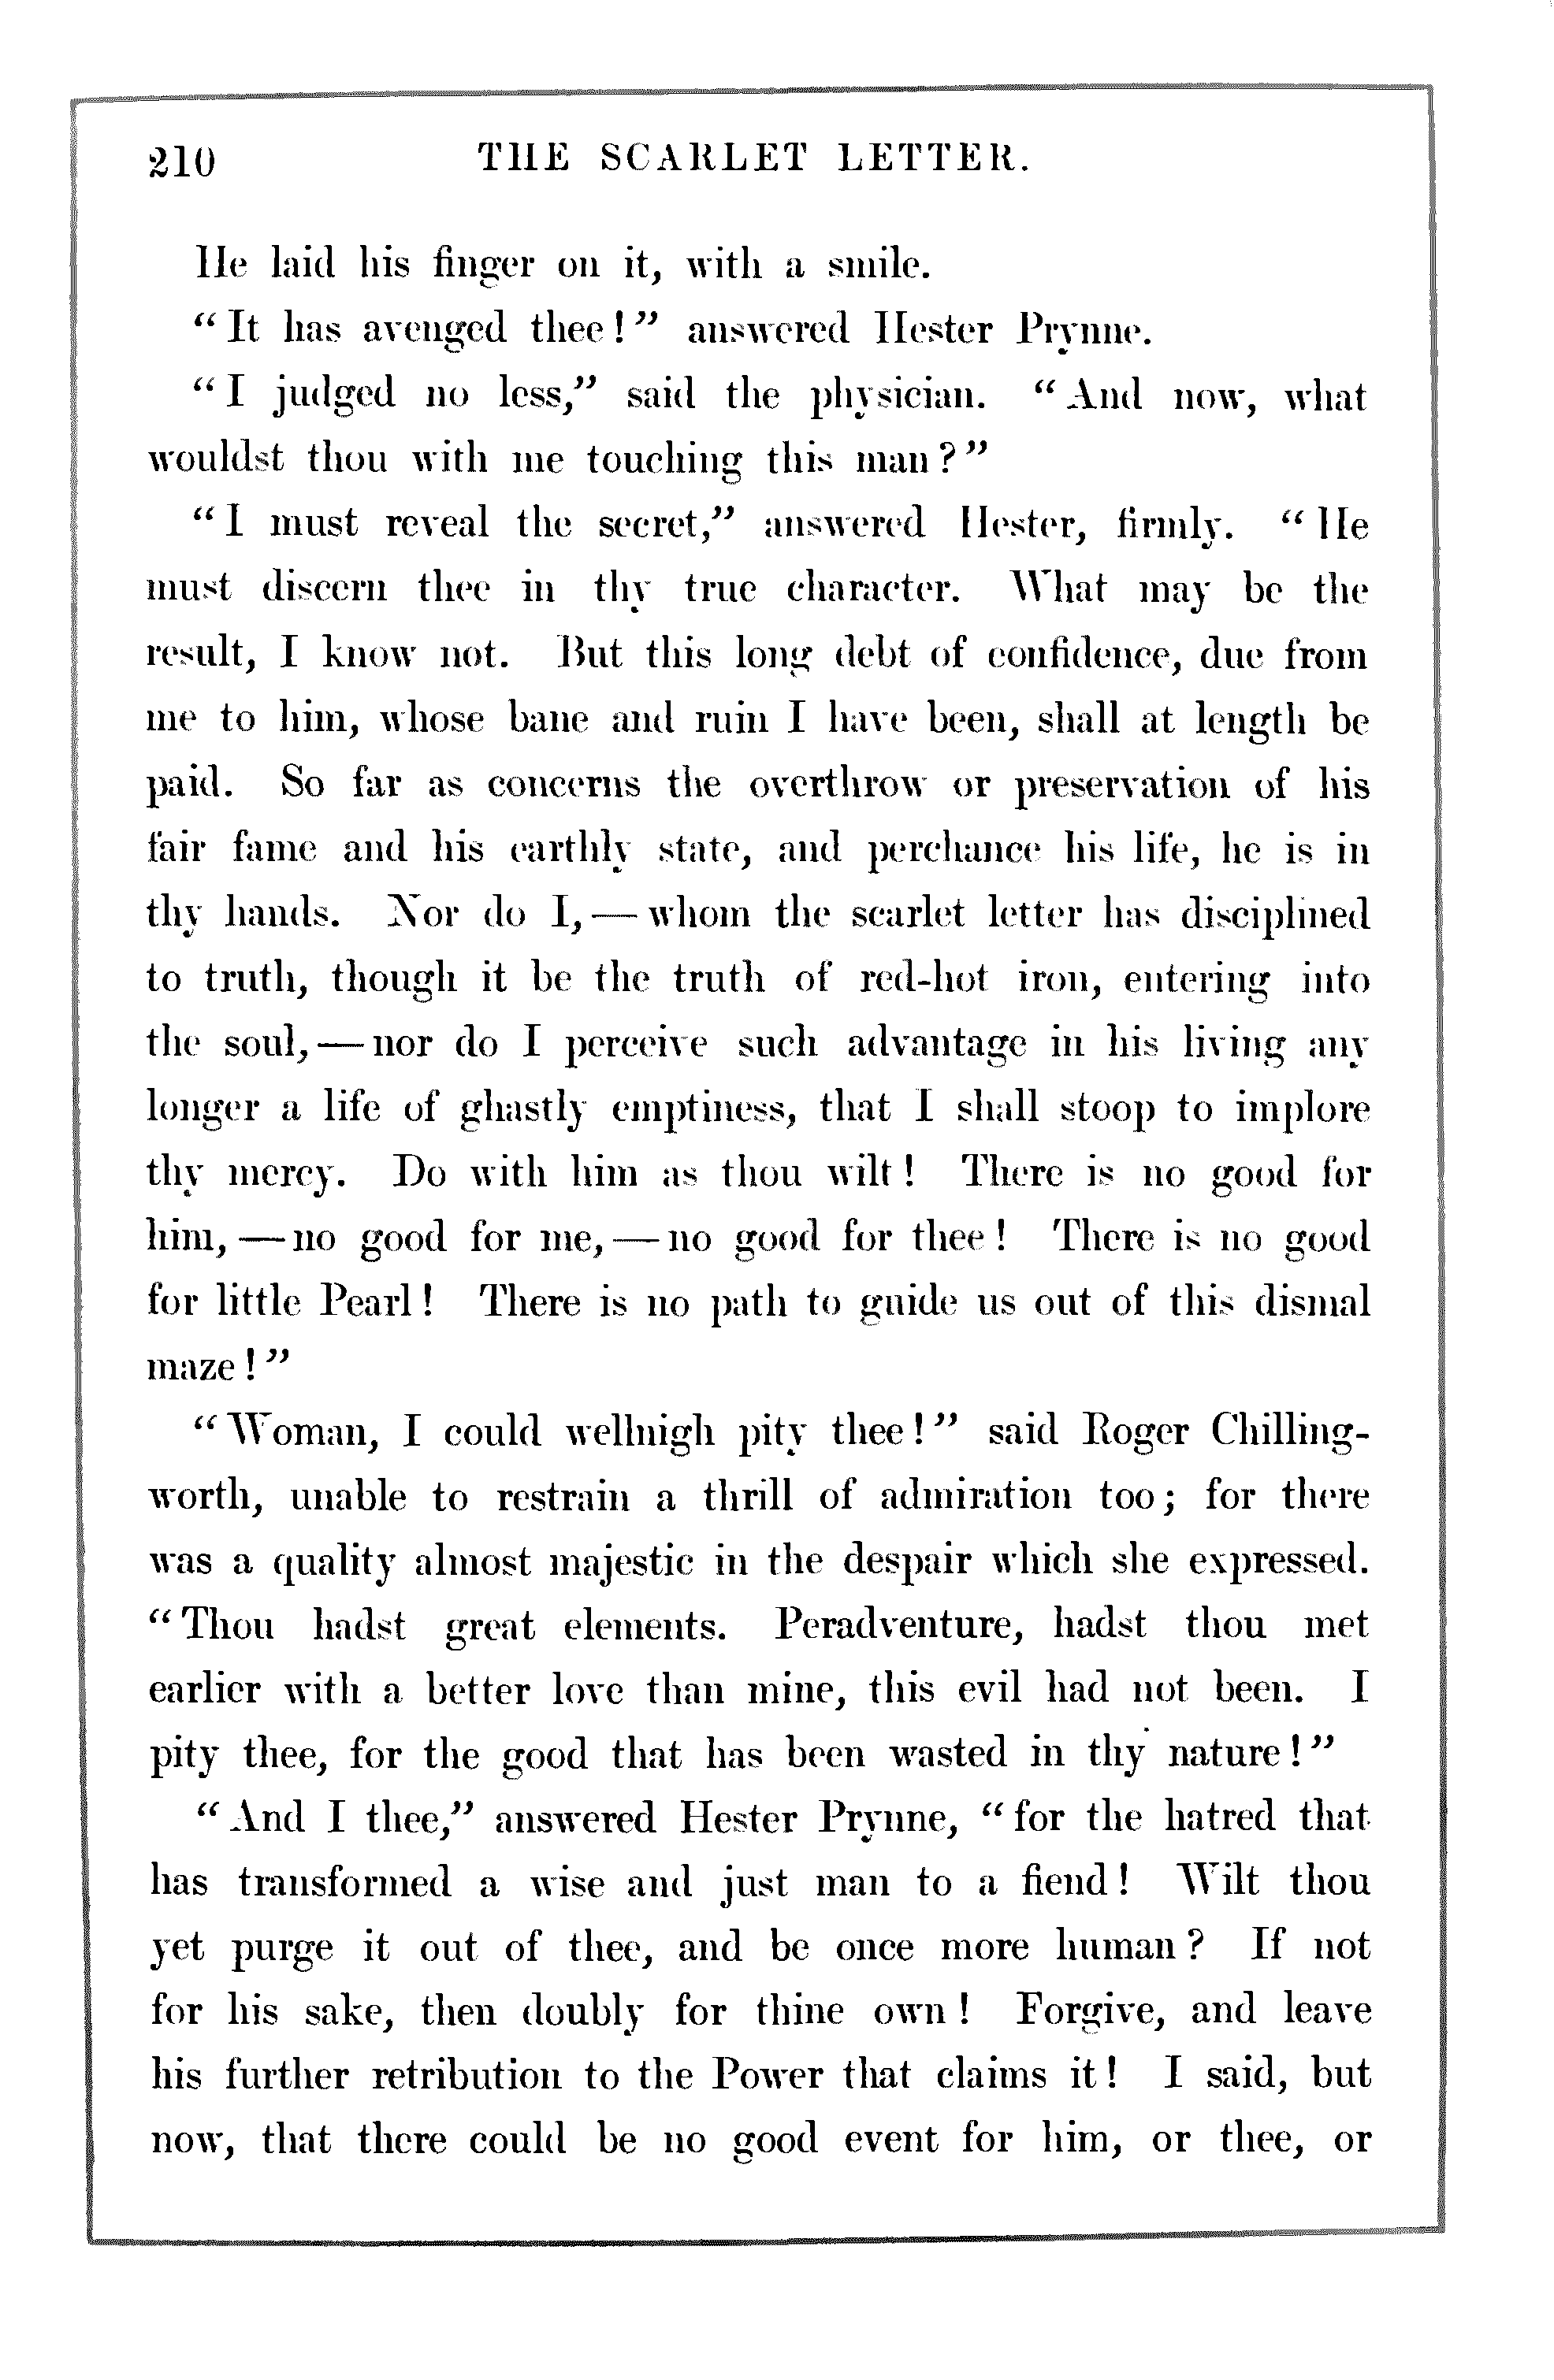 210 THE SCARLET LETTER.
He laid his finger on it, with a smile.
“It has avenged thee!” answered Hester Prynne.
“I judged no less,” said the physician. “And now, what
wouldst thou with me touching this man?”
“I must reveal the secret,” answered Hester, firmly. “He
must discern thee in thy true character. What may be the
result, I know not. But this long debt of confidence, due from
me to him, whose bane and ruin I have been, shall at length be
paid. So far as concerns the overthrow or preservation of his
fair fame and his earthly state, and perchance his life, he is in
thy hands. Nor do I,—whom the scarlet letter has disciplined
to truth, though it be the truth of red-hot iron, entering into
the soul,—nor do I perceive such advantage in his living any
longer a life of ghastly emptiness, that I shall stoop to implore
thy mercy. Do with him as thou wilt! There is no good for
him,—no good for me,—no good for thee! There is no good
for little Pearl! There is no path to guide us out of this dismal
maze!”
“Woman, I could wellnigh pity thee!” said Roger Chilling-
worth, unable to restrain a thrill of admiration too; for there
was a quality almost majestic in the despair which she expressed.
“Thou hadst great elements. Peradventure, hadst thou met
earlier with a better love than mine, this evil had not been. I
pity thee, for the good that has been wasted in thy nature!”
“And I thee,” answered Hester Prynne, “for the hatred that
has transformed a wise and just man to a fiend! Wilt thou
yet purge it out of thee, and be once more human? If not
for his sake, then doubly for thine own! Forgive, and leave
his further retribution to the Power that claims it! I said, but
now, that there could be no good event for him, or thee, or